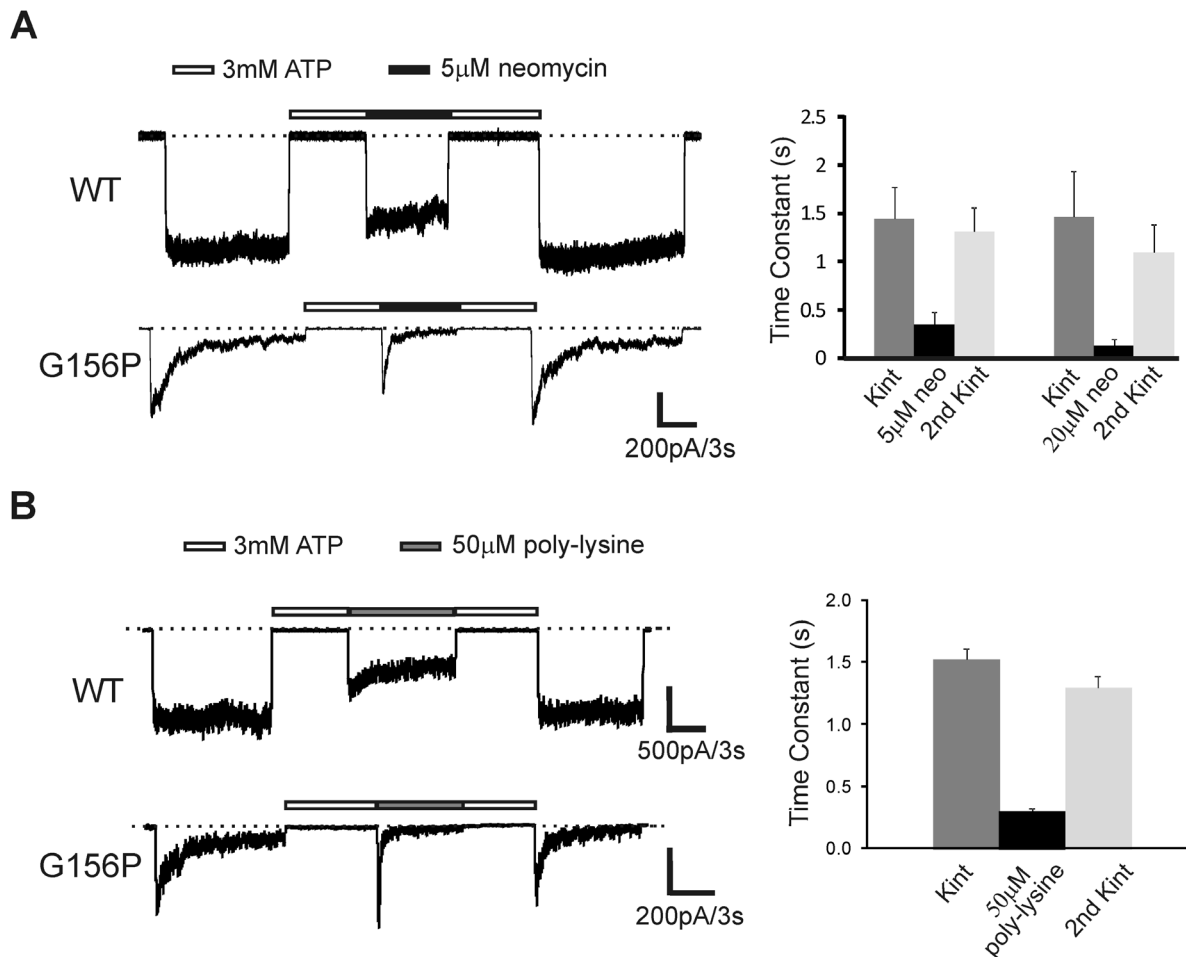 A
3mM ATP
5μM neomycin
WT
G156P
200pA/3s
Time Constant (s)
2.5
2
1.5
1
0.5
0
Kint
5μM neo
2nd Kint
Kint
20μM neo
2nd Kint
B
3mM ATP
50μM poly-lysine
WT
500pA/3s
G156P
200pA/3s
Time Constant (s)
2.0
1.5
1.0
0.5
0.0
Kint
50μM
poly-lysine
2nd Kint